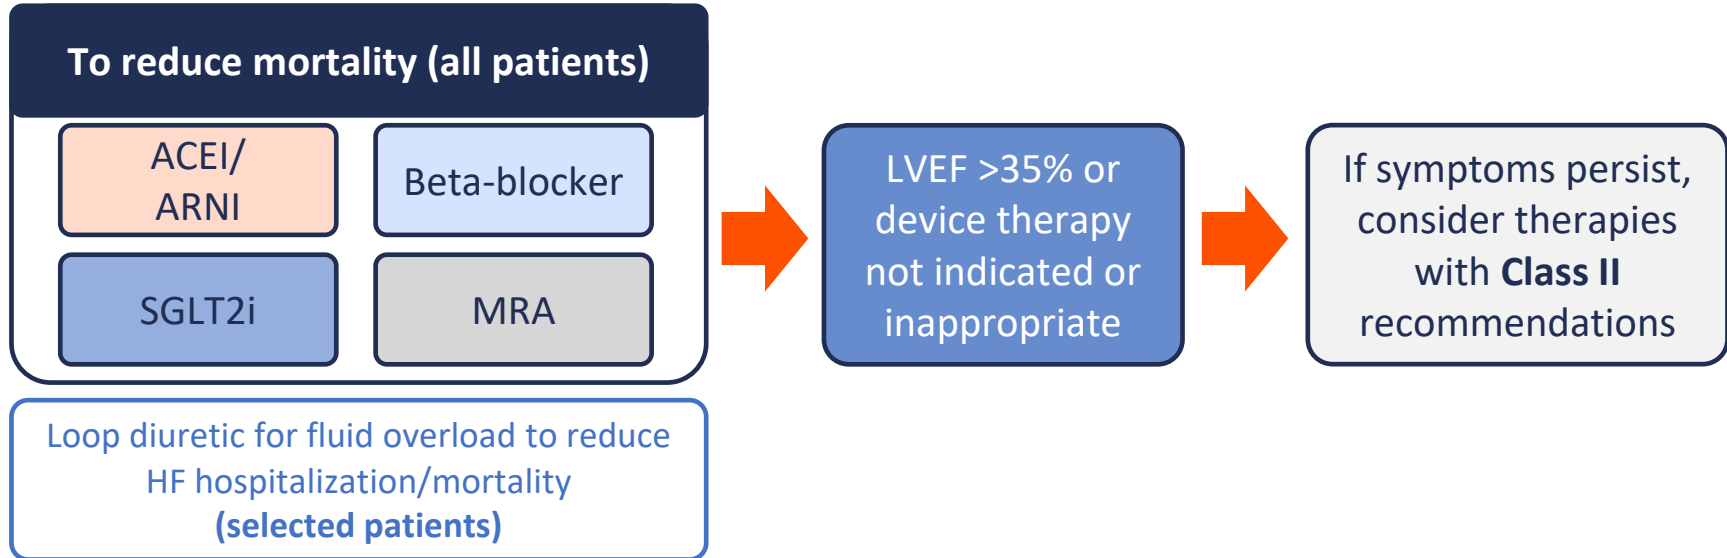 To reduce mortality (all patients)
ACEI/
ARNI
Beta-blocker
SGLT2i
MRA
Loop diuretic for fluid overload to reduce
HF hospitalization/mortality
(selected patients)
LVEF >35% or
device therapy
not indicated or
inappropriate
If symptoms persist,
consider therapies
with Class II
recommendations